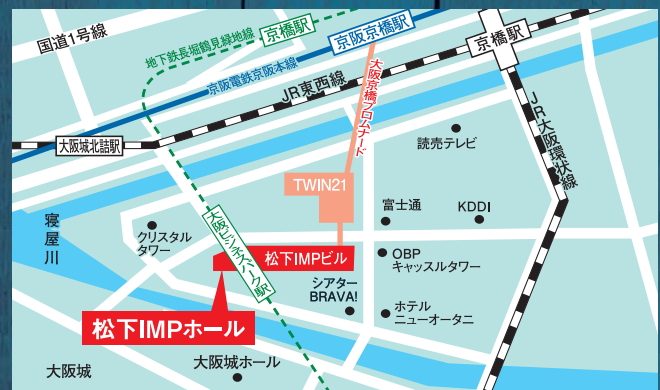 国道1号線
地下鉄長堀鶴見緑地線
京橋駅
京阪京橋駅
京橋駅
京阪電鉄京阪本線
JR東西線
大阪京橋プロムナード
大阪城北詰駅
読売テレビ
JR大阪環状線
TWIN21
寝屋川
クリスタル
タワー
大阪ビジネスパーク駅
富士通
KDDI
松下IMPビル
OBP
キャッスルタワー
シアター
BRAVA!
ホテル
ニューオータニ
松下IMPホール
大阪城
大阪城ホール